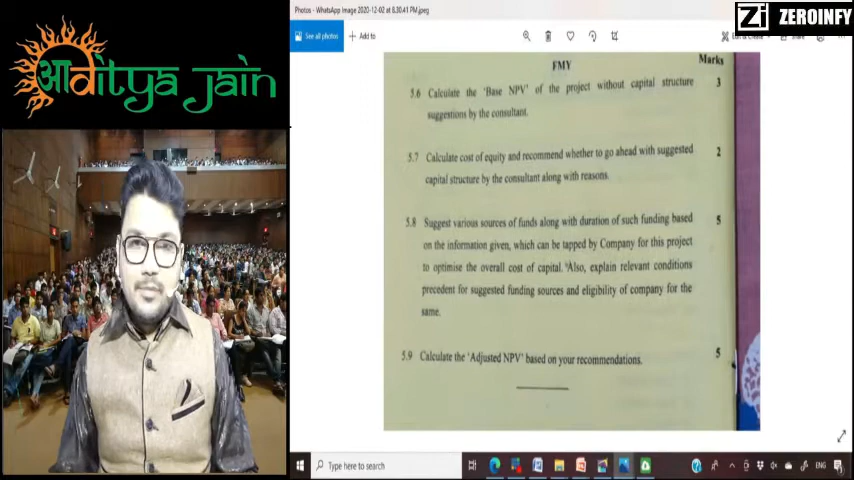 Photos - WhatsApp Image 2020-12-02 at 8.30.41 PM.jpeg
Zi ZEROINFY
See all photos + Add to
आditya Jain
FMY
Marks
5.6 Calculate the 'Base NPV' of the project without capital structure 3
suggestions by the consultant.
5.7 Calculate cost of equity and recommend whether to go ahead with suggested 2
capital structure by the consultant along with reasons.
5.8 Suggest various sources of funds along with duration of such funding based 5
on the information given, which can be tapped by Company for this project
to optimise the overall cost of capital. Also, explain relevant conditions
precedent for suggested funding sources and eligibility of company for the
same.
5.9 Calculate the 'Adjusted NPV' based on your recommendations. 5
Type here to search
ENG